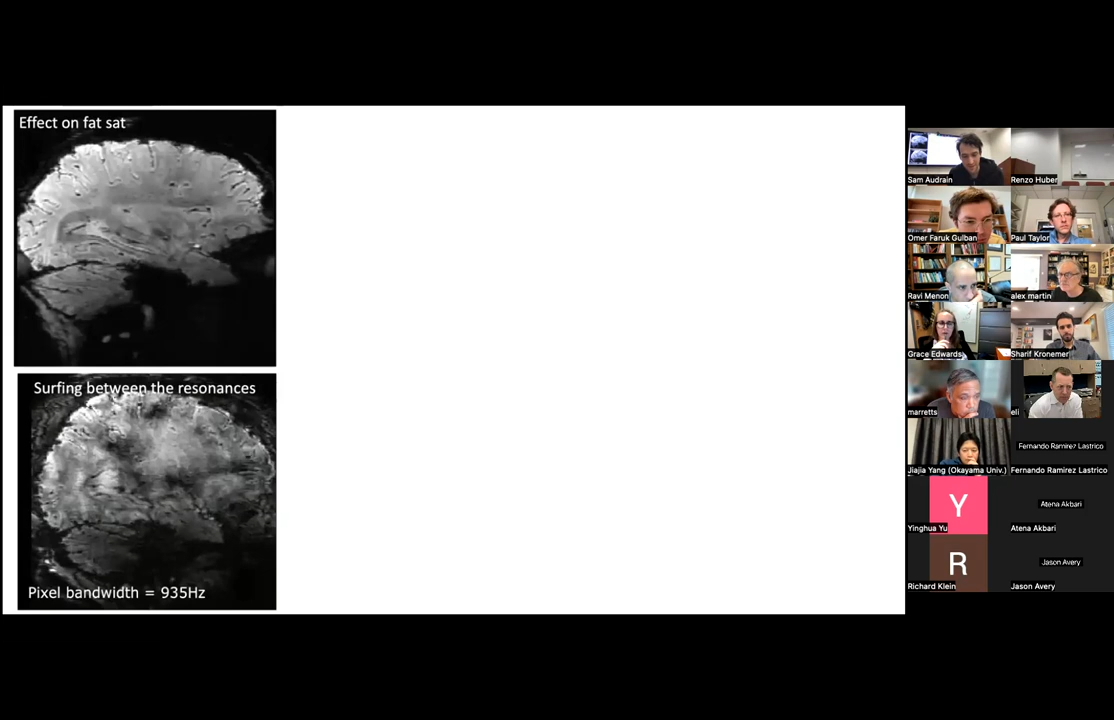 Effect on fat sat
Surfing between the resonances
Pixel bandwidth = 935Hz
Sam Audrain
Renzo Huber
Omer Faruk Gulban
Paul Taylor
Ravi Menon
alex martin
Grace Edwards
Sharif Kronemer
marretts
eli
Fernando Ramirez Lastrico
Jiajia Yang (Okayama Univ.)
Fernando Ramirez Lastrico
Y
Atena Akbari
Yinghua Yu
Atena Akbari
R
Jason Avery
Richard Klein
Jason Avery